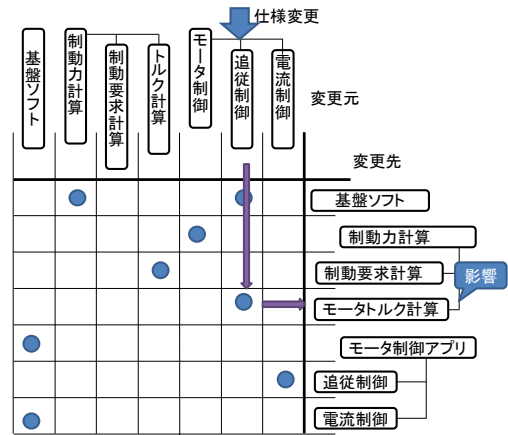 仕様変更
基盤ソフト
制動力計算
制動要求計算
トルク計算
モータ制御
追従制御
電流制御
変更元
変更先
基盤ソフト
制動力計算
制動要求計算
影響
モータトルク計算
モータ制御アプリ
追従制御
電流制御